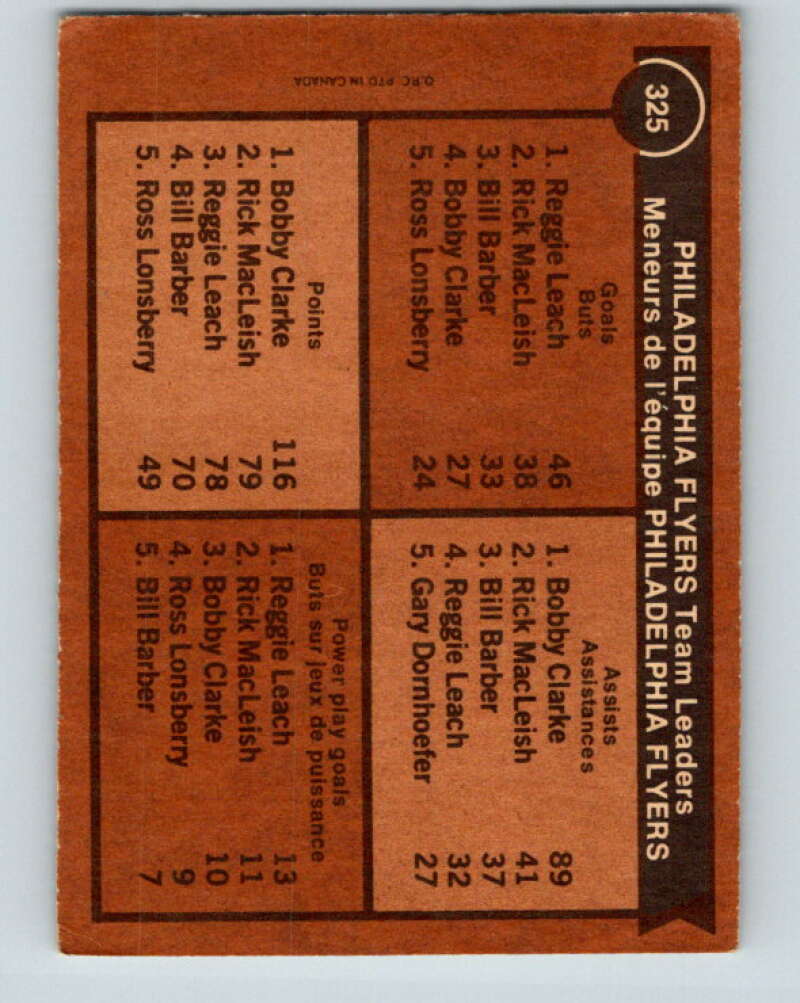 325
PHILADELPHIA FLYERS Team Leaders
Meneurs de l'équipe PHILADELPHIA FLYERS
Goals
Buts
1. Reggie Leach 46
2. Rick MacLeish 38
3. Bill Barber 33
4. Bobby Clarke 27
5. Ross Lonsberry 24
Assists
Assistances
1. Bobby Clarke 89
2. Rick MacLeish 41
3. Bill Barber 37
4. Reggie Leach 32
5. Gary Dornhoefer 27
Points
1. Bobby Clarke 116
2. Rick MacLeish 79
3. Reggie Leach 78
4. Bill Barber 70
5. Ross Lonsberry 49
Power play goals
Buts sur jeux de puissance
1. Reggie Leach 13
2. Rick MacLeish 11
3. Bobby Clarke 10
4. Ross Lonsberry 9
5. Bill Barber 7
O.P.C. PTD IN CANADA